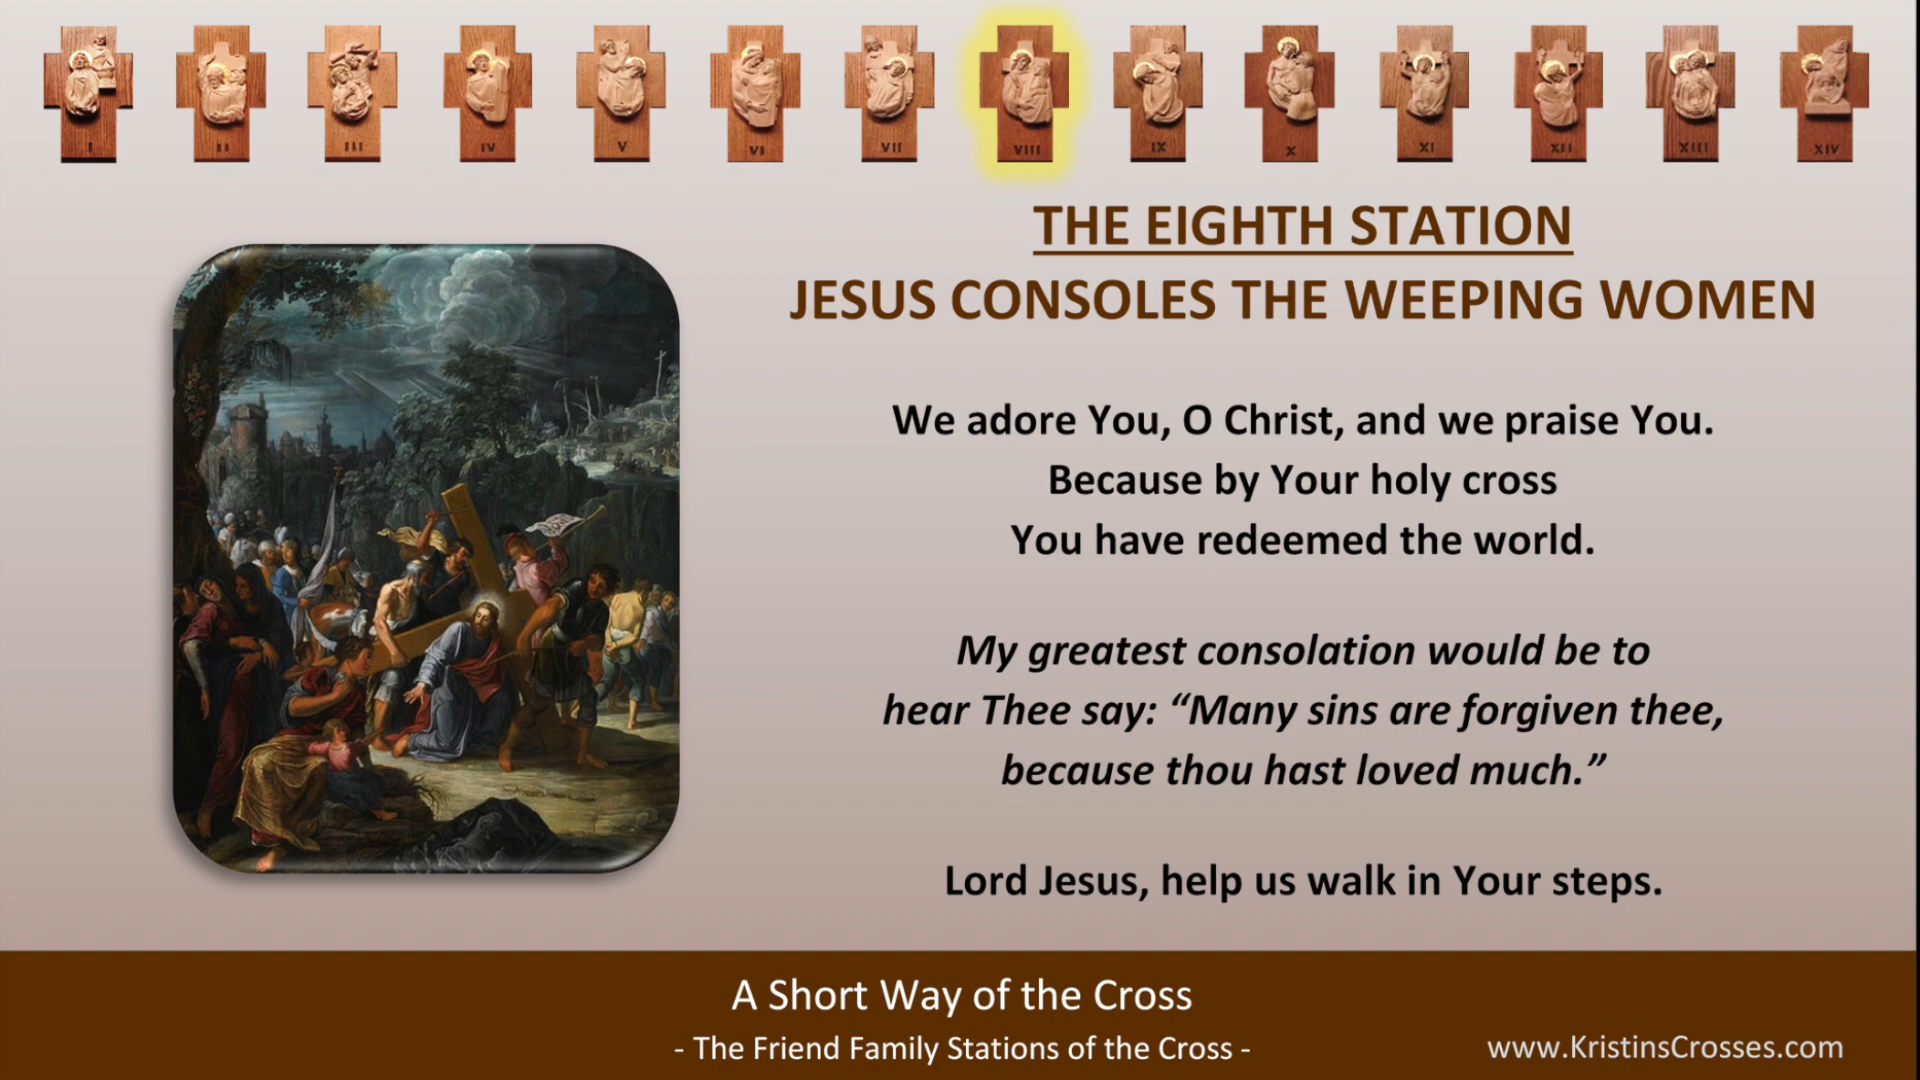 I II III IV V VI VII VIII IX X XI XII XIII XIV
THE EIGHTH STATION
JESUS CONSOLES THE WEEPING WOMEN
We adore You, O Christ, and we praise You.
Because by Your holy cross
You have redeemed the world.
My greatest consolation would be to
hear Thee say: “Many sins are forgiven thee,
because thou hast loved much.”
Lord Jesus, help us walk in Your steps.
A Short Way of the Cross
- The Friend Family Stations of the Cross -
www.KristinsCrosses.com